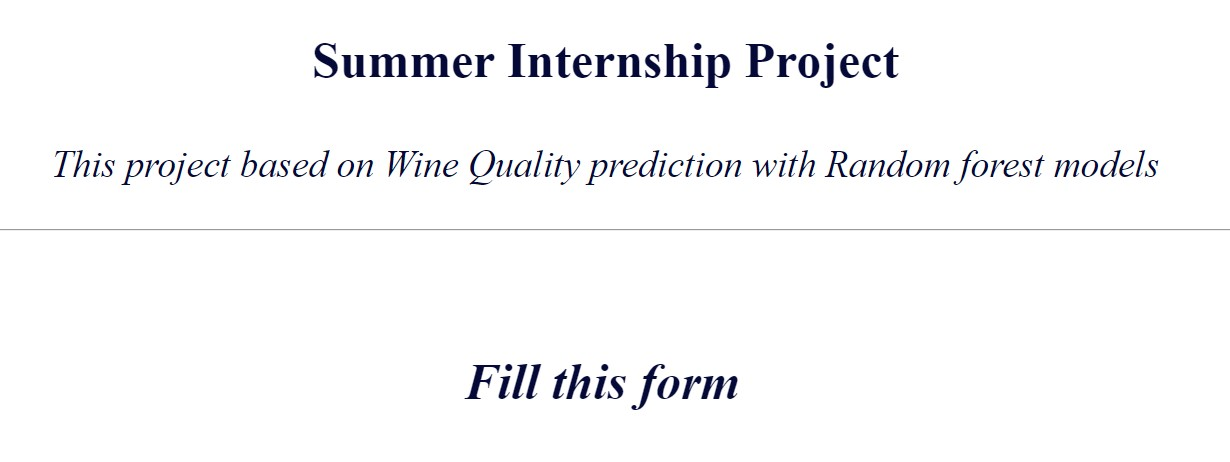 Summer Internship Project
This project based on Wine Quality prediction with Random forest models
Fill this form